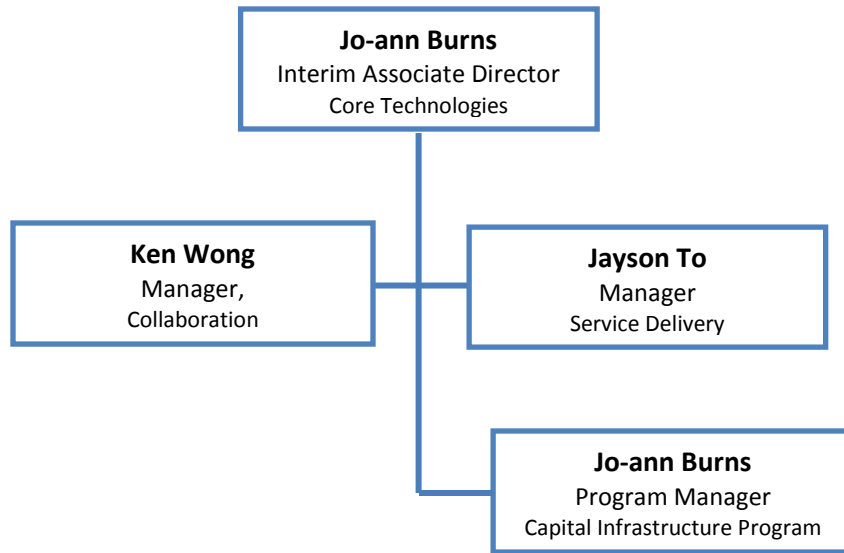 Jo-ann Burns
Interim Associate Director
Core Technologies
Ken Wong
Manager,
Collaboration
Jayson To
Manager
Service Delivery
Jo-ann Burns
Program Manager
Capital Infrastructure Program